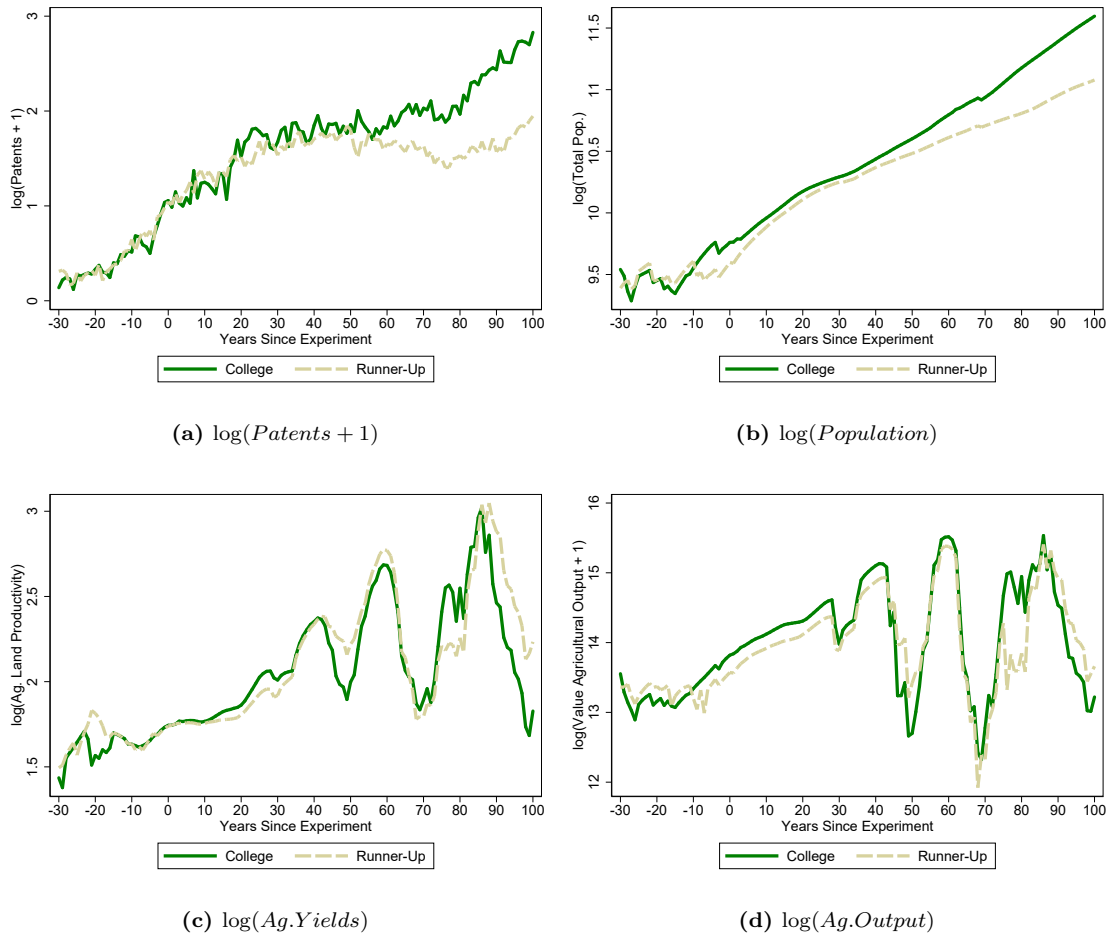 log(Patents + 1)
0 1 2 3
-30 -20 -10 0 10 20 30 40 50 60 70 80 90 100
Years Since Experiment
College Runner-Up
(a) log(Patents + 1)
log(Total Pop.)
9.5 10 10.5 11 11.5
-30 -20 -10 0 10 20 30 40 50 60 70 80 90 100
Years Since Experiment
College Runner-Up
(b) log(Population)
log(Ag. Land Productivity)
1.5 2 2.5 3
-30 -20 -10 0 10 20 30 40 50 60 70 80 90 100
Years Since Experiment
College Runner-Up
(c) log(Ag.Yields)
log(Value Agricultural Output + 1)
12 13 14 15 16
-30 -20 -10 0 10 20 30 40 50 60 70 80 90 100
Years Since Experiment
College Runner-Up
(d) log(Ag.Output)